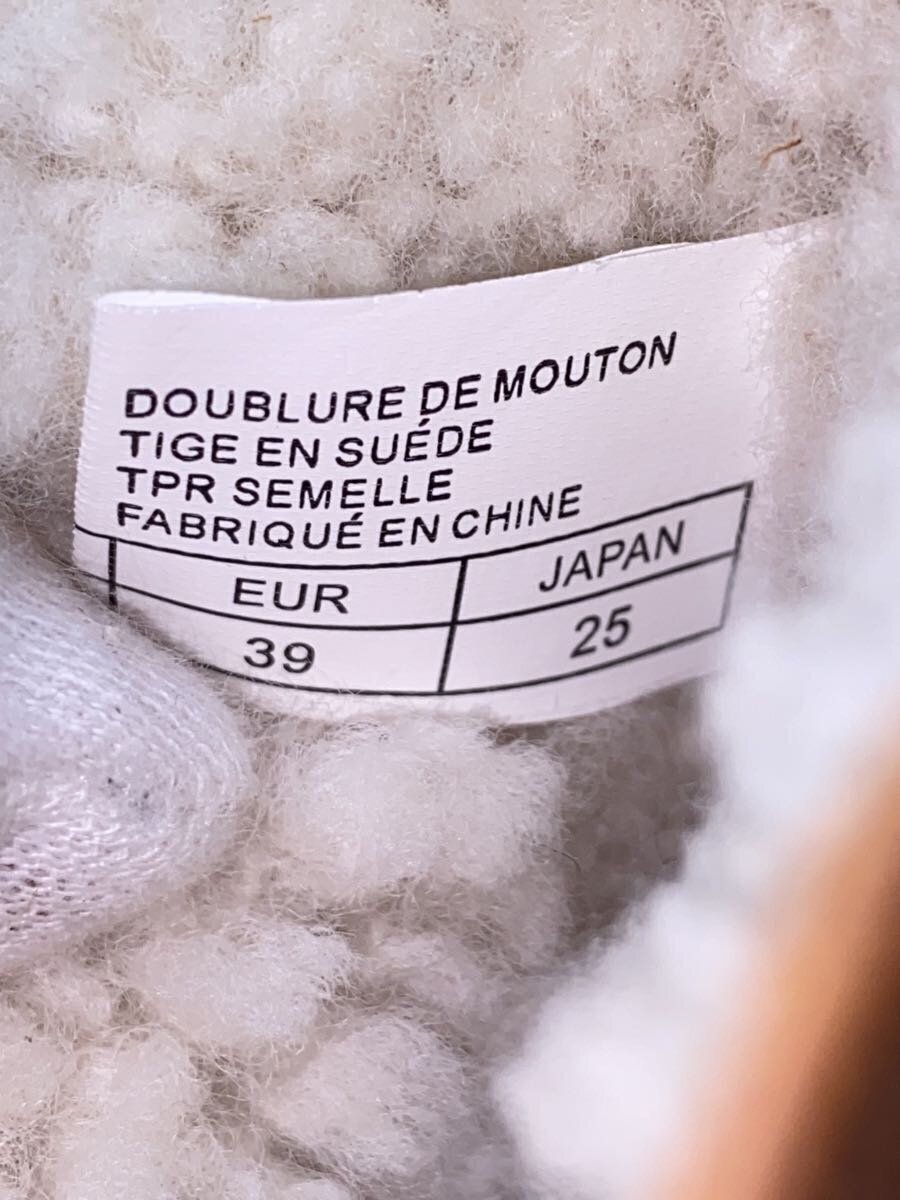 DOUBLURE DE MOUTON
TIGE EN SUÉDE
TPR SEMELLE
FABRIQUÉ EN CHINE
EUR JAPAN
39 25